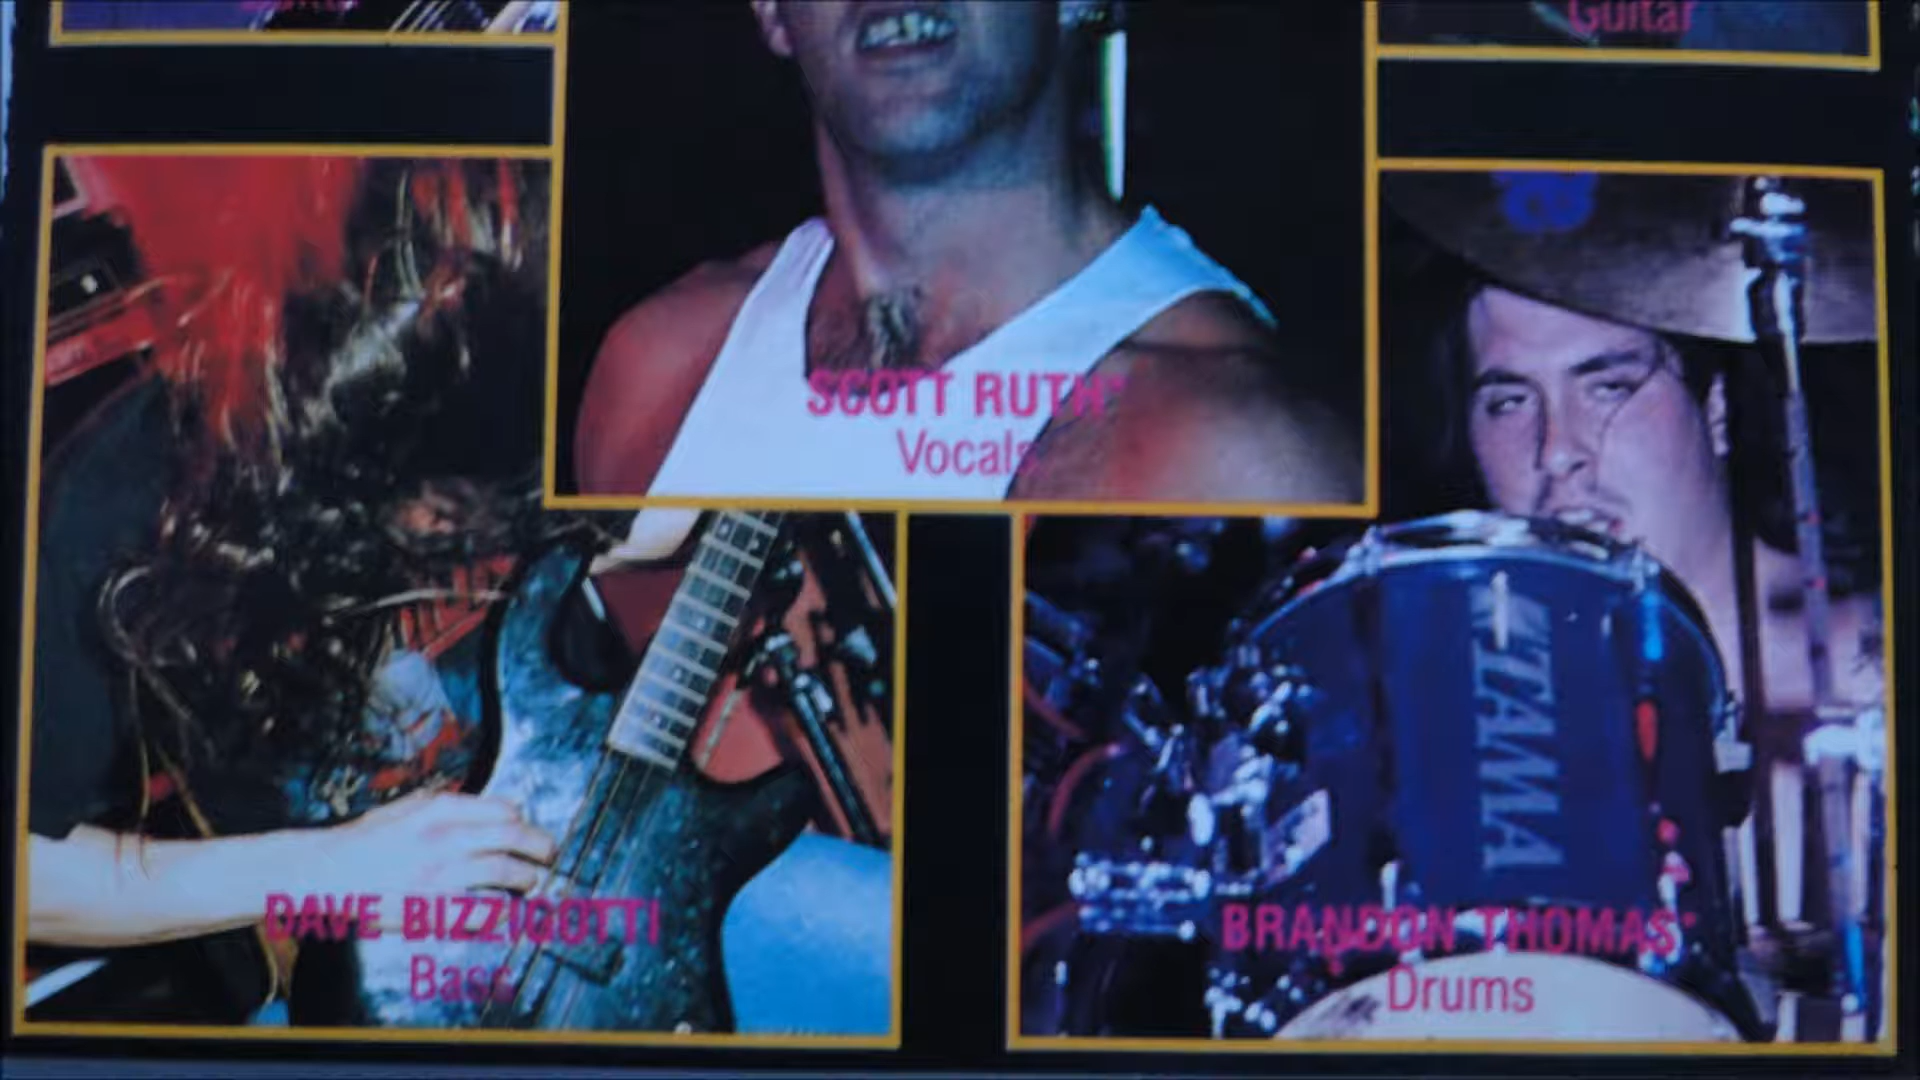 Guitar
SCOTT RUTH*
Vocals
TAMA
DAVE BIZZIGOTTI
Bass
BRANDON THOMAS*
Drums